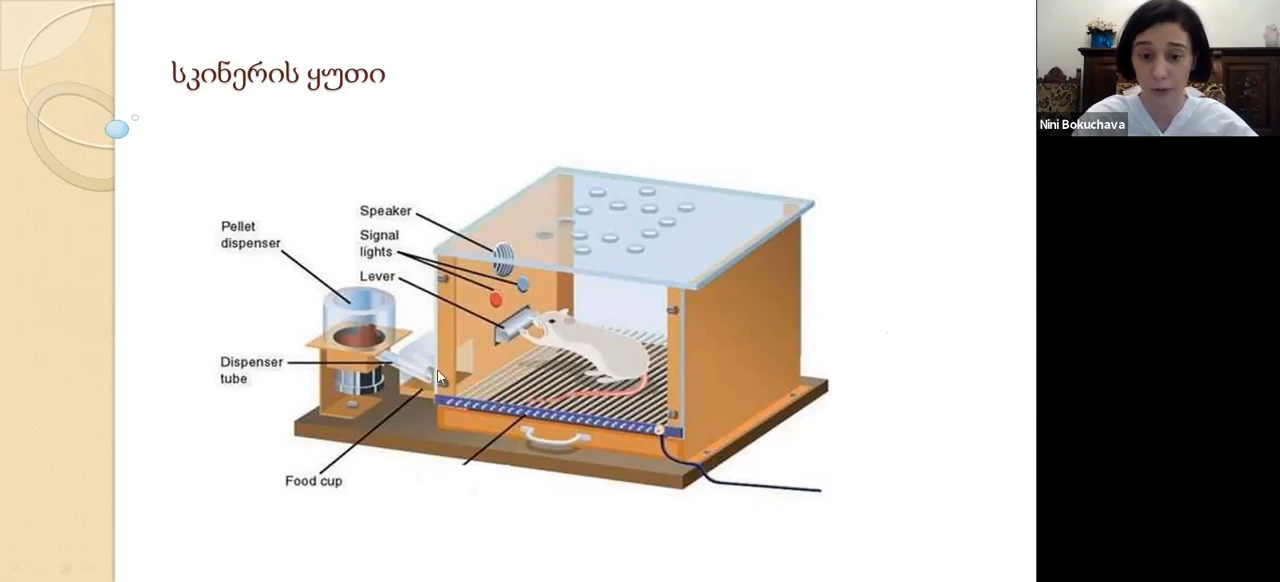 სკინერის ყუთი
Nini Bokuchava
Speaker
Pellet
dispenser
Signal
lights
Lever
Dispenser
tube
Food cup